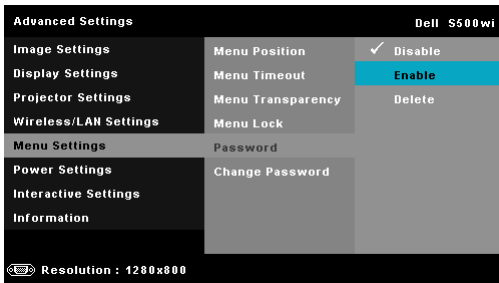 Advanced Settings
Dell S500wi
Image Settings
Display Settings
Projector Settings
Wireless/LAN Settings
Menu Settings
Power Settings
Interactive Settings
Information
Menu Position
Menu Timeout
Menu Transparency
Menu Lock
Password
Change Password
✓ Disable
Enable
Delete
Resolution : 1280x800